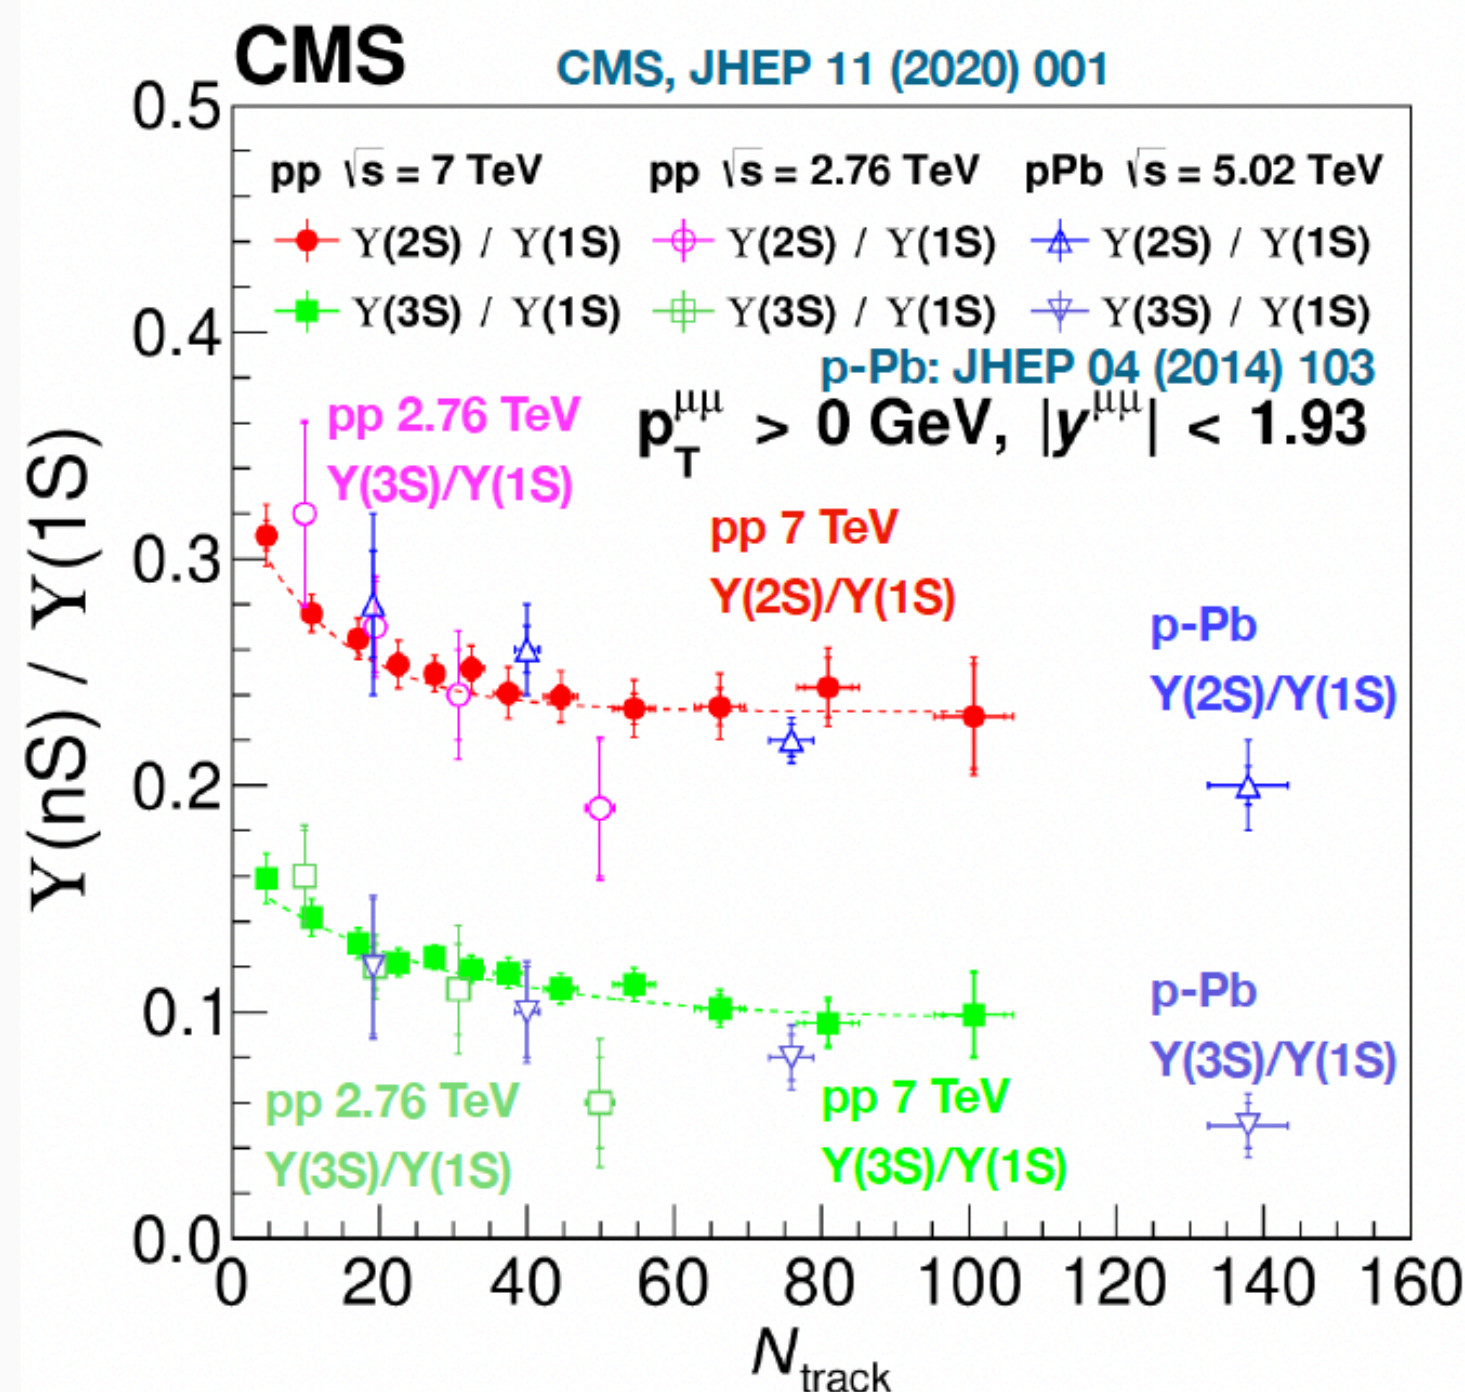 CMS
CMS, JHEP 11 (2020) 001
pp √s = 7 TeV pp √s = 2.76 TeV pPb √s = 5.02 TeV
ϒ(2S) / ϒ(1S) ϒ(2S) / ϒ(1S) ϒ(2S) / ϒ(1S)
ϒ(3S) / ϒ(1S) ϒ(3S) / ϒ(1S) ϒ(3S) / ϒ(1S)
p-Pb: JHEP 04 (2014) 103
p_T^μμ > 0 GeV, |y^μμ| < 1.93
pp 2.76 TeV
Υ(3S)/Υ(1S)
pp 7 TeV
Υ(2S)/Υ(1S)
p-Pb
Υ(2S)/Υ(1S)
p-Pb
Υ(3S)/Υ(1S)
pp 2.76 TeV
Υ(3S)/Υ(1S)
pp 7 TeV
Υ(3S)/Υ(1S)
ϒ(nS) / ϒ(1S)
0.5
0.4
0.3
0.2
0.1
0.0
0 20 40 60 80 100 120 140 160
N_track